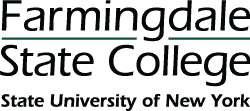 Farmingdale
State College
State University of New York